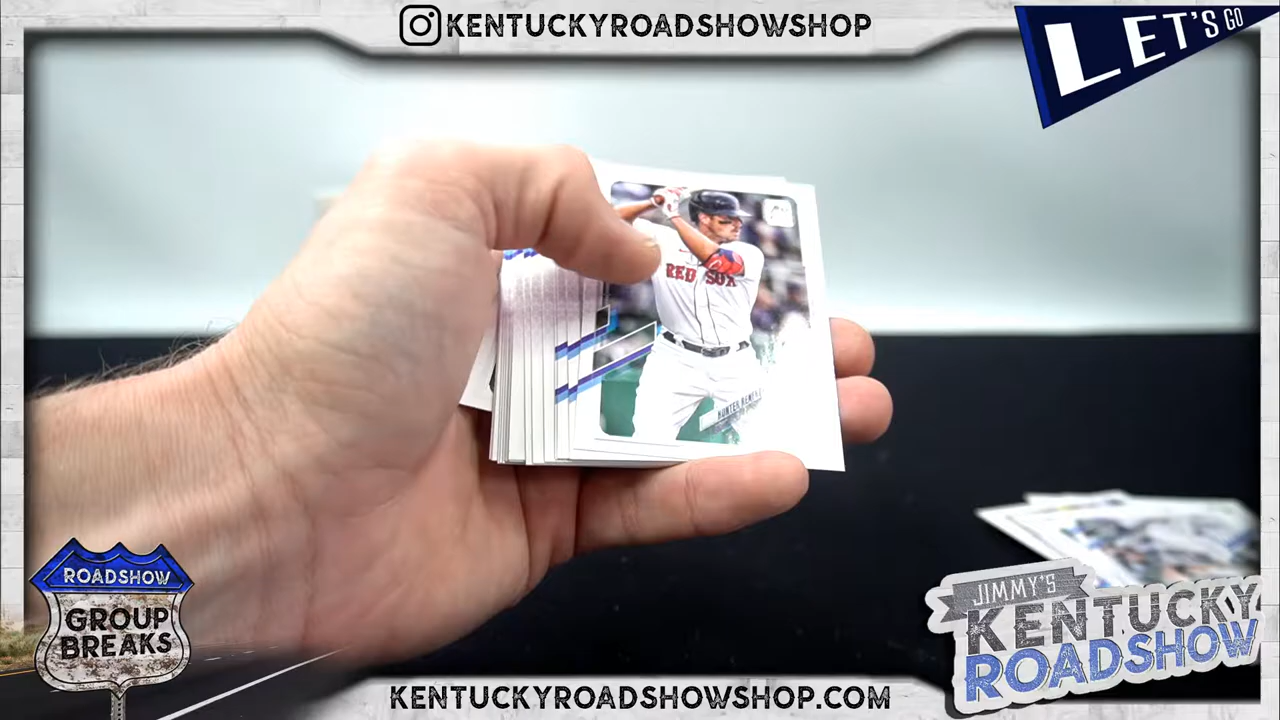 KENTUCKYROADSHOWSHOP
LET'S GO
RED SOX
ROADSHOW
GROUP
BREAKS
JIMMY'S
KENTUCKY
ROADSHOW
KENTUCKYROADSHOWSHOP.COM